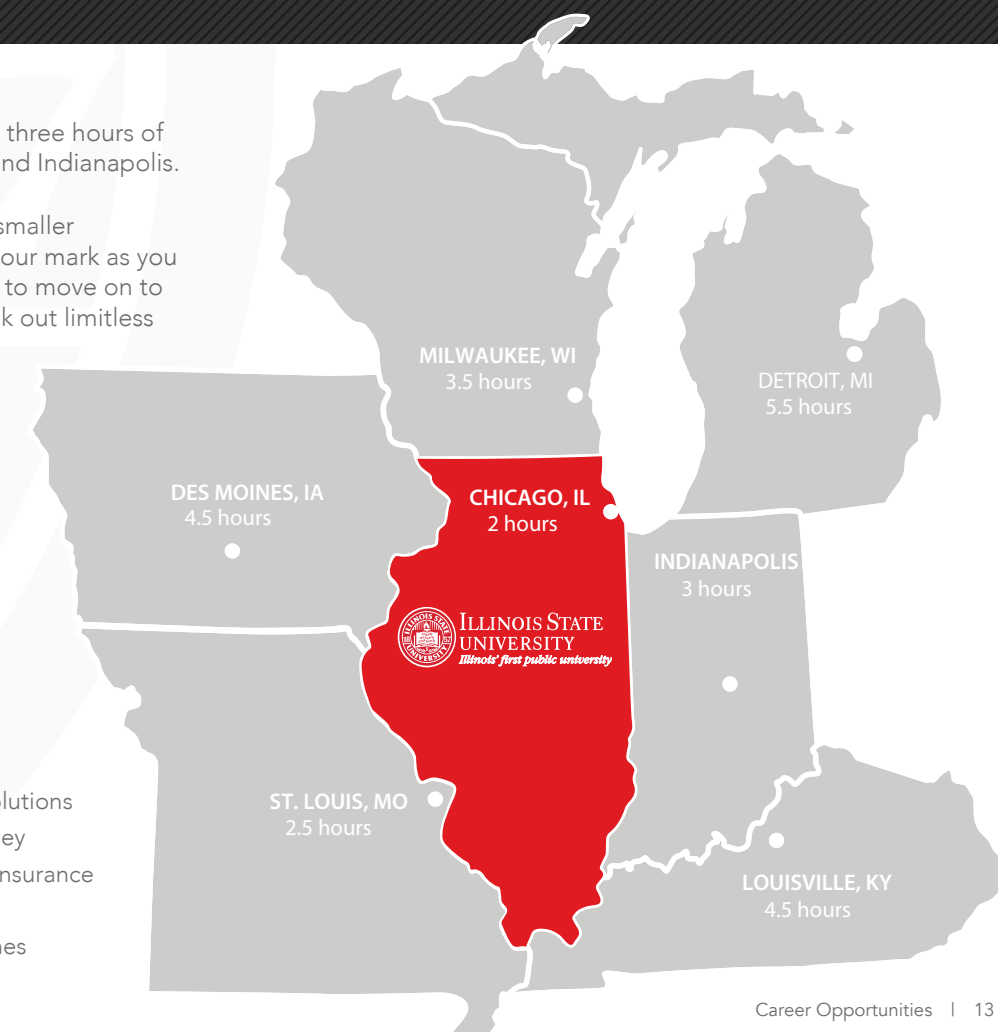 three hours of
nd Indianapolis.
smaller
our mark as you
to move on to
k out limitless
MILWAUKEE, WI
3.5 hours
DETROIT, MI
5.5 hours
DES MOINES, IA
4.5 hours
CHICAGO, IL
2 hours
INDIANAPOLIS
3 hours
ILLINOIS STATE
UNIVERSITY
Illinois' first public university
ST. LOUIS, MO
2.5 hours
LOUISVILLE, KY
4.5 hours
lutions
ey
nsurance
nes
Career Opportunities | 13